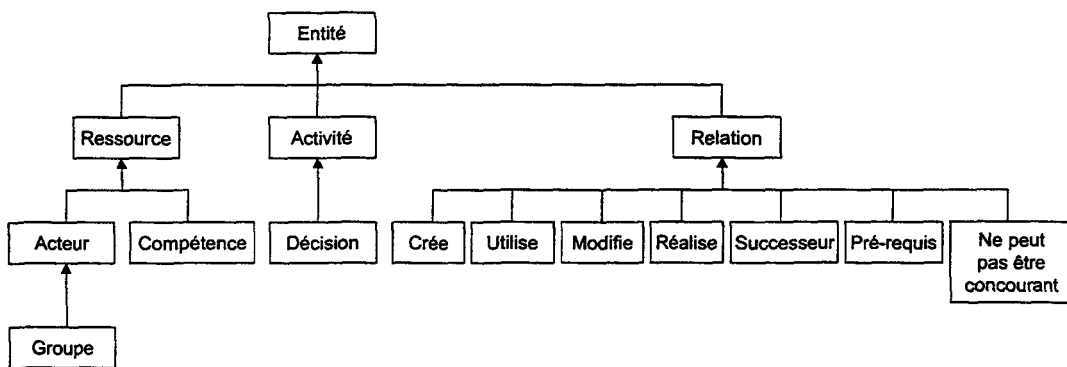 Entité
Ressource
Activité
Relation
Acteur
Compétence
Décision
Crée
Utilise
Modifie
Réalise
Successeur
Pré-requis
Ne peut
pas être
concourant
Groupe